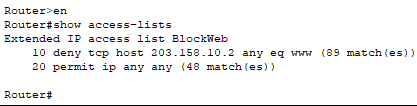 Router>en
Router#show access-lists
Extended IP access list BlockWeb
10 deny tcp host 203.158.10.2 any eq www (89 match(es))
20 permit ip any any (48 match(es))
Router#